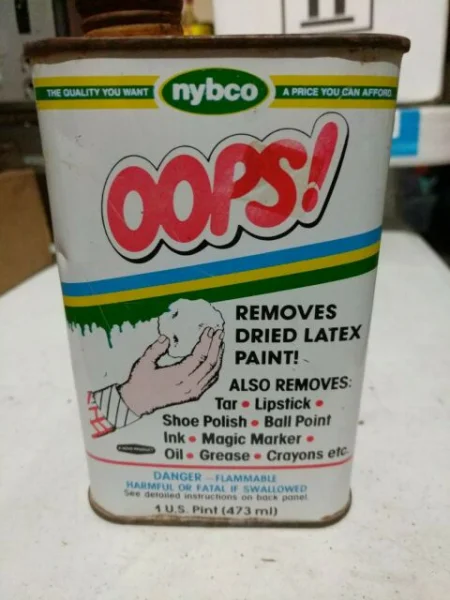 THE QUALITY YOU WANT nybco A PRICE YOU CAN AFFORD
OOPS!
REMOVES
DRIED LATEX
PAINT!
ALSO REMOVES:
Tar • Lipstick •
Shoe Polish • Ball Point
Ink • Magic Marker •
Oil • Grease • Crayons etc.
DANGER - FLAMMABLE
HARMFUL OR FATAL IF SWALLOWED
See detailed instructions on back panel
1 U.S. Pint (473 ml)